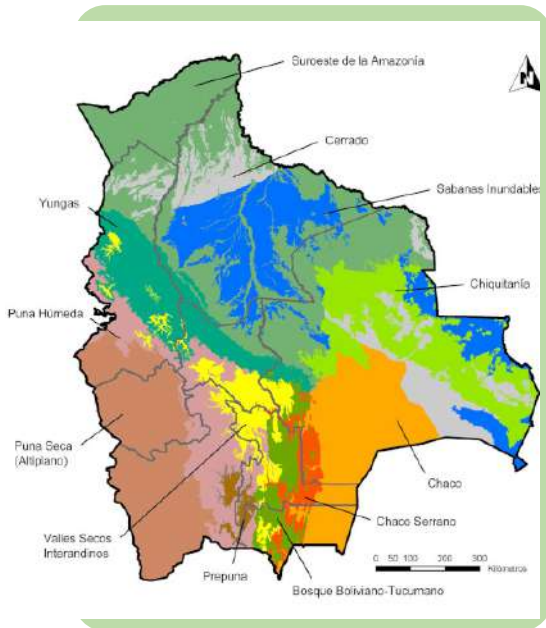 Suroeste de la Amazonía
Cerrado
Sabanas Inundables
Yungas
Chiquitanía
Puna Húmeda
Puna Seca
(Altiplano)
Chaco
Chaco Serrano
Valles Secos
Interandinos
Prepuna
Bosque Boliviano-Tucumano
0 50 100 200 300
Kilómetros
N